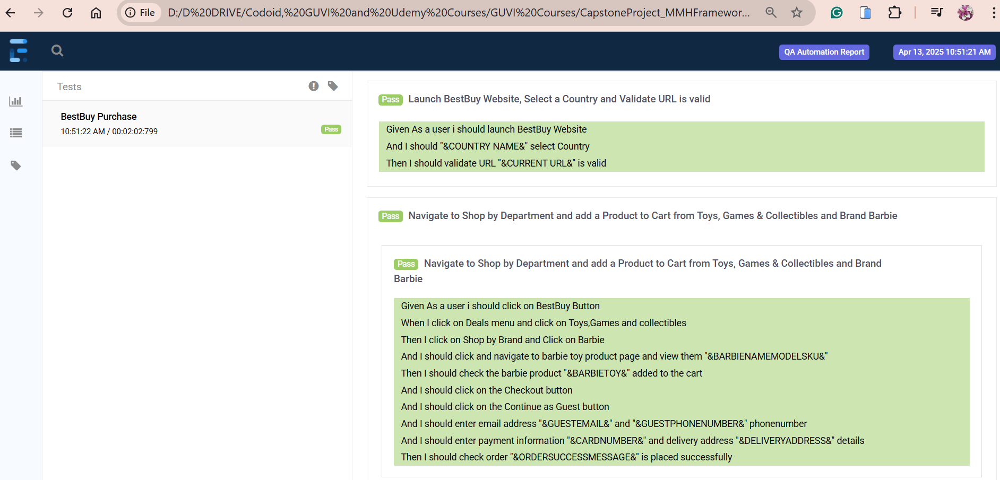 File
D:/D%20DRIVE/Codoid,%20GUVI%20and%20Udemy%20Courses/GUVI%20Courses/CapstoneProject_MMHFramewor...
QA Automation Report
Apr 13, 2025 10:51:21 AM
Tests
BestBuy Purchase
10:51:22 AM / 00:02:02:799
Pass
Pass Launch BestBuy Website, Select a Country and Validate URL is valid
Given As a user i should launch BestBuy Website
And I should "&COUNTRY NAME&" select Country
Then I should validate URL "&CURRENT URL&" is valid
Pass Navigate to Shop by Department and add a Product to Cart from Toys, Games & Collectibles and Brand Barbie
Pass Navigate to Shop by Department and add a Product to Cart from Toys, Games & Collectibles and Brand
Barbie
Given As a user i should click on BestBuy Button
When I click on Deals menu and click on Toys,Games and collectibles
Then I click on Shop by Brand and Click on Barbie
And I should click and navigate to barbie toy product page and view them "&BARBIENAMEMODELSKU&"
Then I should check the barbie product "&BARBIETOY&" added to the cart
And I should click on the Checkout button
And I should click on the Continue as Guest button
And I should enter email address "&GUESTEMAIL&" and "&GUESTPHONENUMBER&" phonenumber
And I should enter payment information "&CARDNUMBER&" and delivery address "&DELIVERYADDRESS&" details
Then I should check order "&ORDERSUCCESSMESSAGE&" is placed successfully